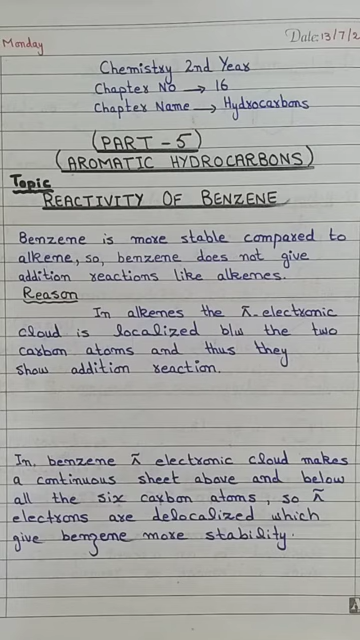 Monday
Date: 13/7/2
Chemistry 2nd Year
Chapter No → 16
Chapter Name → Hydrocarbons
(PART - 5)
(AROMATIC HYDROCARBONS)
Topic
REACTIVITY OF BENZENE
Benzene is more stable compared to
alkene, so, benzene does not give
addition reactions like alkenes.
Reason
In alkenes the π-electronic
cloud is localized b/w the two
carbon atoms and thus they
show addition reaction.
In benzene π electronic cloud makes
a continuous sheet above and below
all the six carbon atoms, so π
electrons are delocalized which
give benzene more stability.